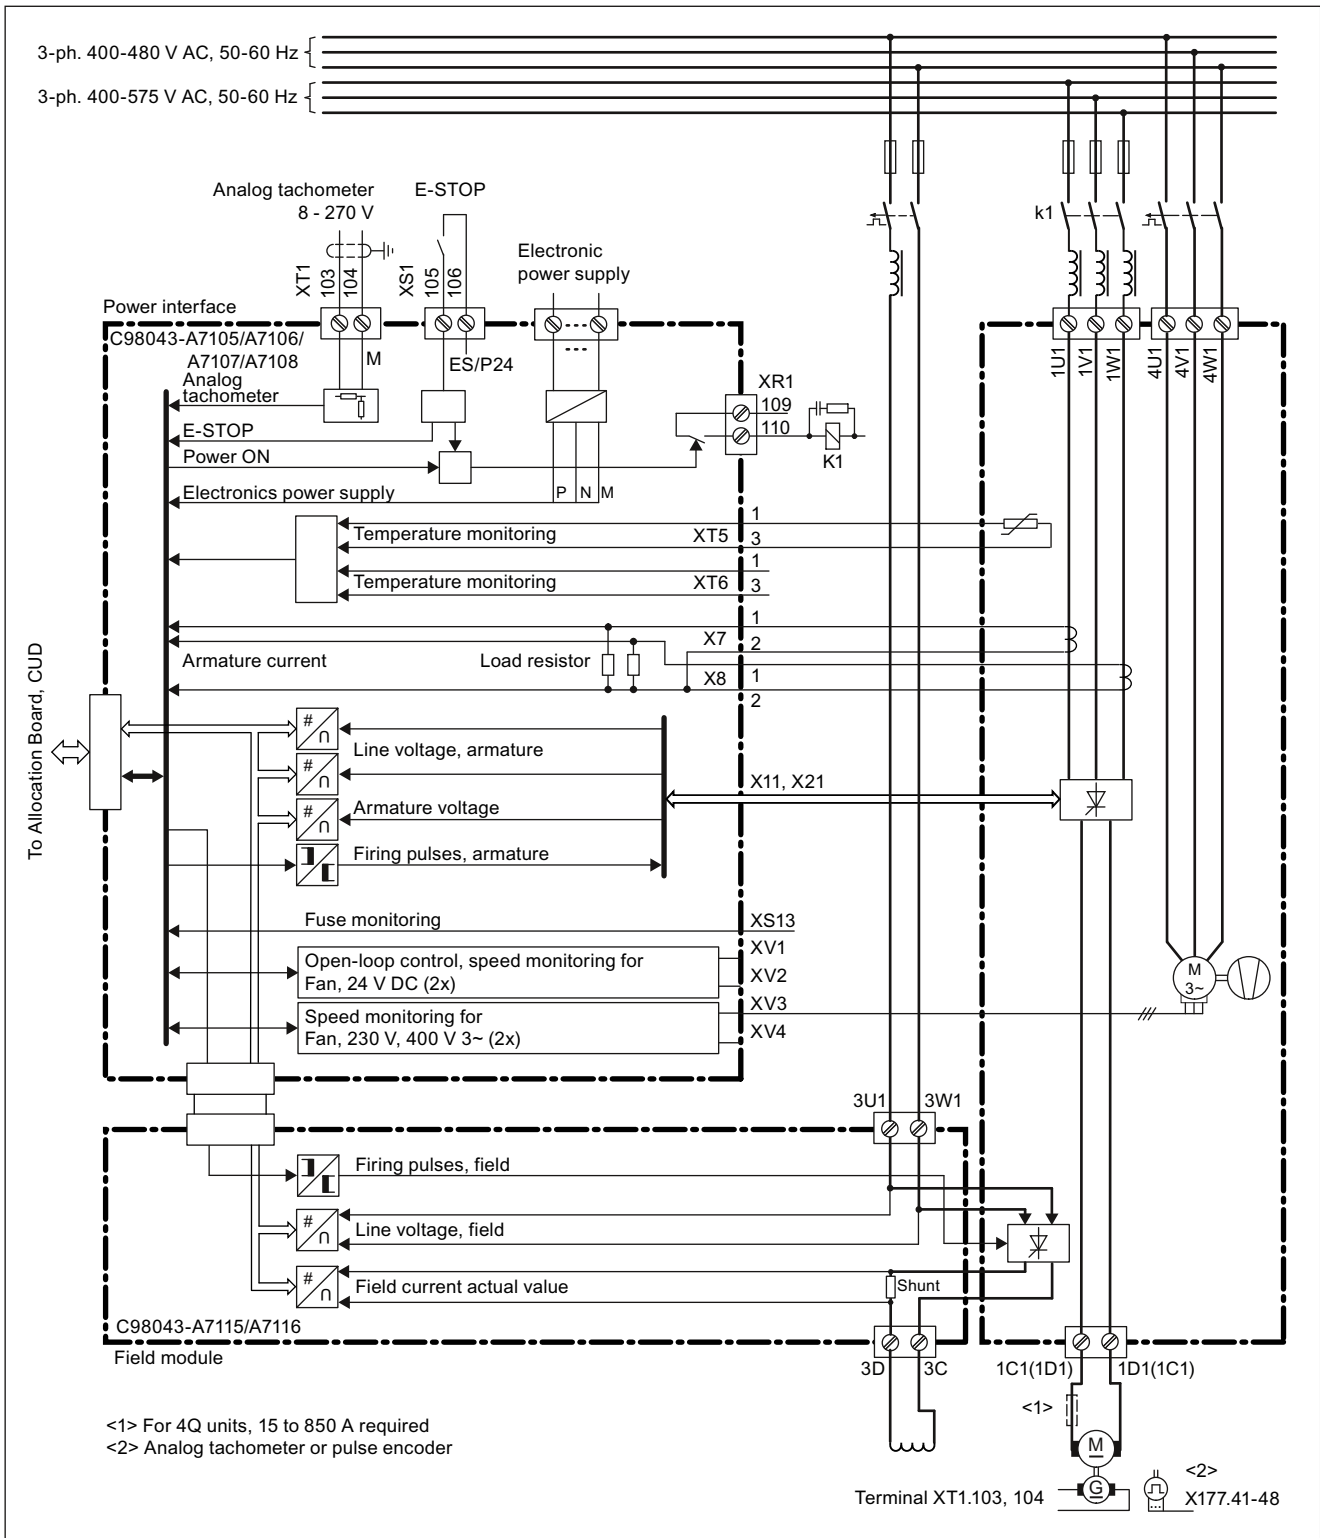 3-ph. 400-480 V AC, 50-60 Hz
3-ph. 400-575 V AC, 50-60 Hz
Analog tachometer
8 - 270 V
E-STOP
k1
Electronic
power supply
XT1
103
104
XS1
105
106
Power interface
C98043-A7105/A7106/
A7107/A7108
M
ES/P24
1U1
1V1
1W1
4U1
4V1
4W1
Analog
tachometer
XR1
109
110
E-STOP
Power ON
K1
Electronics power supply
P
N
M
1
Temperature monitoring
XT5
3
1
Temperature monitoring
XT6
3
1
X7
2
Armature current
Load resistor
X8
1
2
To Allocation Board, CUD
#
∩
Line voltage, armature
#
∩
X11, X21
#
∩
Armature voltage
Firing pulses, armature
Fuse monitoring
XS13
XV1
Open-loop control, speed monitoring for
Fan, 24 V DC (2x)
XV2
M
3~
XV3
Speed monitoring for
Fan, 230 V, 400 V 3~ (2x)
XV4
3U1
3W1
Firing pulses, field
#
∩
Line voltage, field
#
∩
Field current actual value
Shunt
C98043-A7115/A7116
Field module
3D
3C
1C1(1D1)
1D1(1C1)
<1>
<1> For 4Q units, 15 to 850 A required
<2> Analog tachometer or pulse encoder
M
G
<2>
Terminal XT1.103, 104
X177.41-48